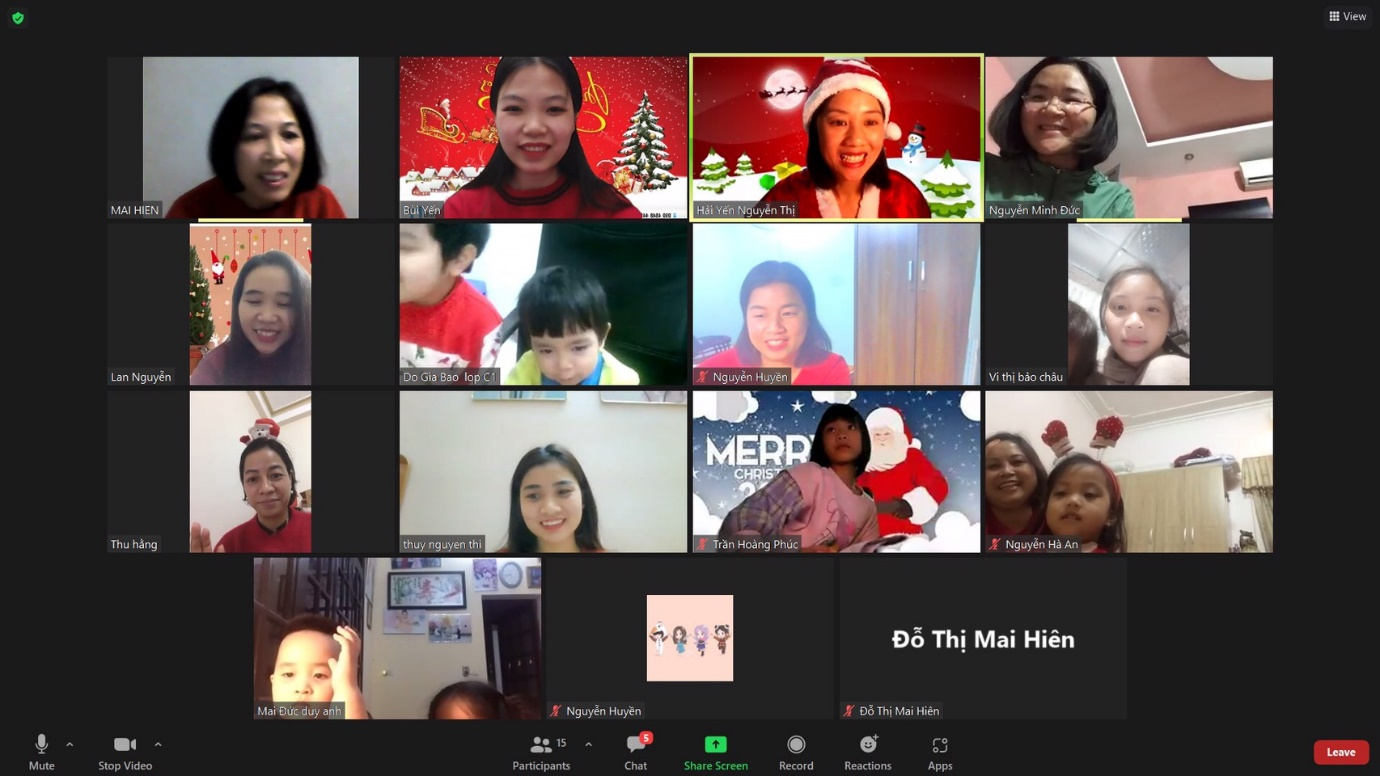 View
MAI HIEN
Bùi Yến
Hải Yến Nguyễn Thị
Nguyễn Minh Đức
Lan Nguyễn
Do Gia Bao lop C1
Nguyễn Huyền
Vi thị bảo châu
Thu hằng
thuy nguyen thi
MERRY
CHRIST
Trần Hoàng Phúc
Nguyễn Hà An
Mai Đức duy anh
Nguyễn Huyền
Đỗ Thị Mai Hiên
Đỗ Thị Mai Hiên
Mute
Stop Video
15
Participants
5
Chat
Share Screen
Record
Reactions
Apps
Leave